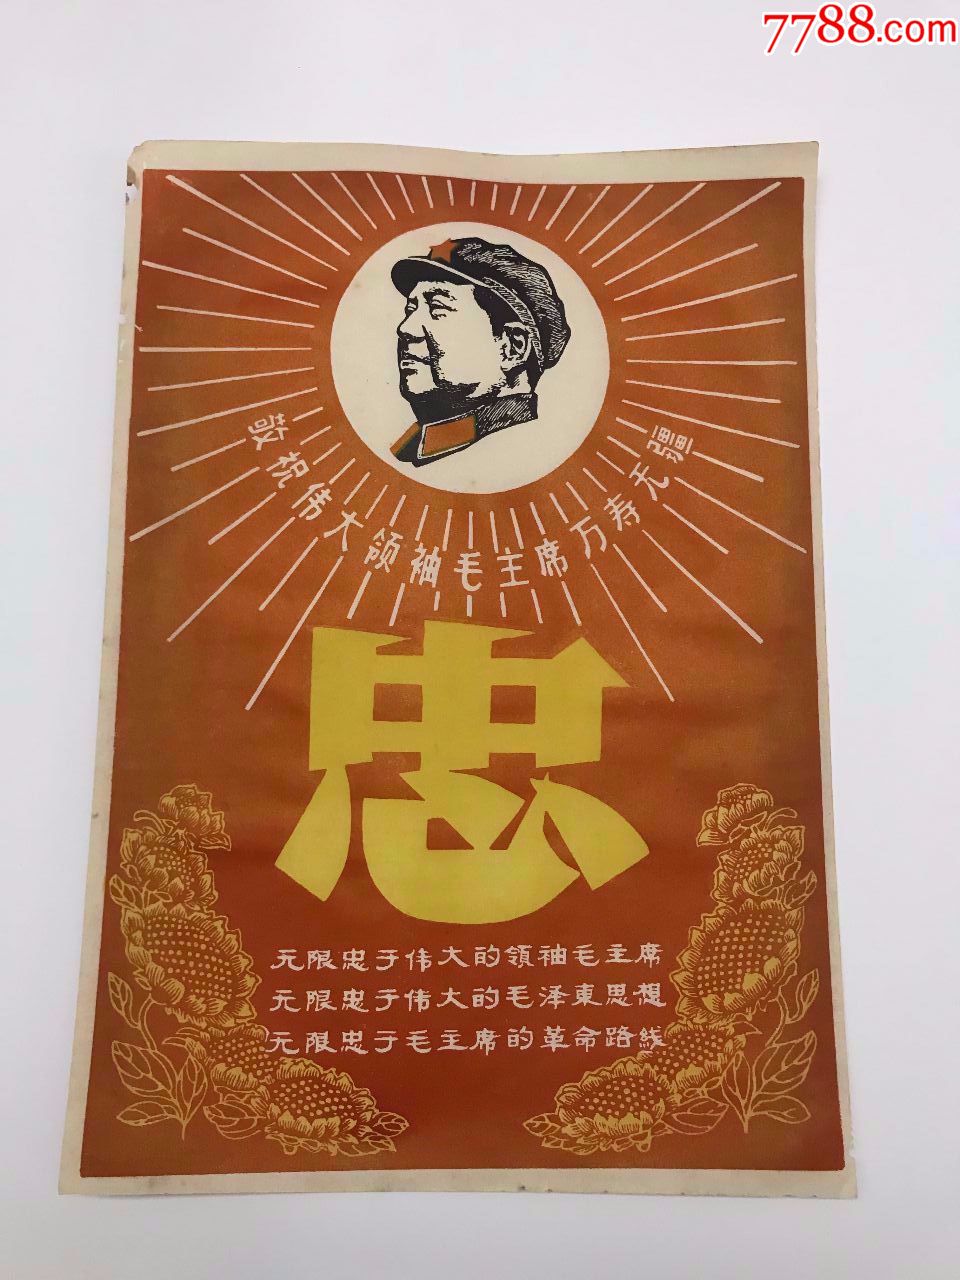 7788.com
敬祝伟大领袖毛主席万寿无疆
忠
无限忠于伟大的領袖毛主席
无限忠于伟大的毛泽東思想
无限忠于毛主席的革命路线